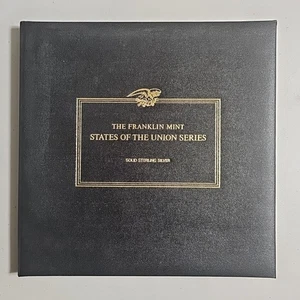 THE FRANKLIN MINT
STATES OF THE UNION SERIES
SOLID STERLING SILVER